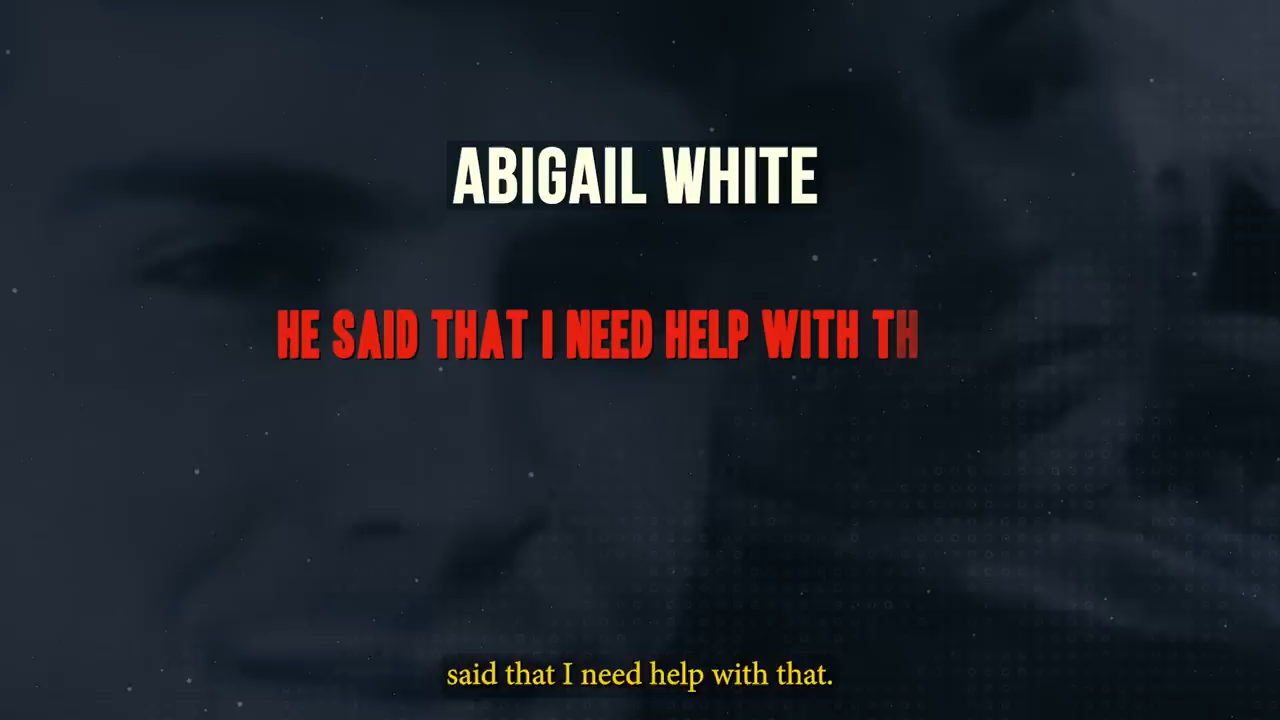 ABIGAIL WHITE
HE SAID THAT I NEED HELP WITH TH
said that I need help with that.